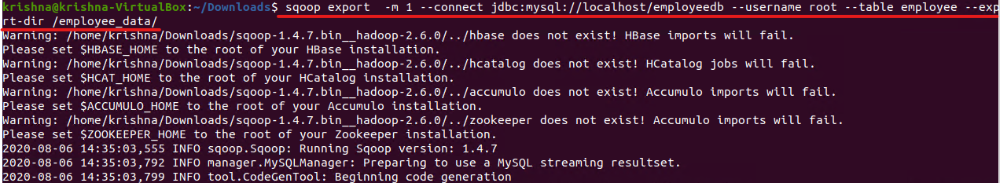 krishna@krishna-VirtualBox:~/Downloads$ sqoop export  -m 1 --connect jdbc:mysql://localhost/employeedb --username root --table employee --exp
rt-dir /employee_data/
Warning: /home/krishna/Downloads/sqoop-1.4.7.bin__hadoop-2.6.0/../hbase does not exist! HBase imports will fail.
Please set $HBASE_HOME to the root of your HBase installation.
Warning: /home/krishna/Downloads/sqoop-1.4.7.bin__hadoop-2.6.0/../hcatalog does not exist! HCatalog jobs will fail.
Please set $HCAT_HOME to the root of your HCatalog installation.
Warning: /home/krishna/Downloads/sqoop-1.4.7.bin__hadoop-2.6.0/../accumulo does not exist! Accumulo imports will fail.
Please set $ACCUMULO_HOME to the root of your Accumulo installation.
Warning: /home/krishna/Downloads/sqoop-1.4.7.bin__hadoop-2.6.0/../zookeeper does not exist! Accumulo imports will fail.
Please set $ZOOKEEPER_HOME to the root of your Zookeeper installation.
2020-08-06 14:35:03,555 INFO sqoop.Sqoop: Running Sqoop version: 1.4.7
2020-08-06 14:35:03,792 INFO manager.MySQLManager: Preparing to use a MySQL streaming resultset.
2020-08-06 14:35:03,799 INFO tool.CodeGenTool: Beginning code generation